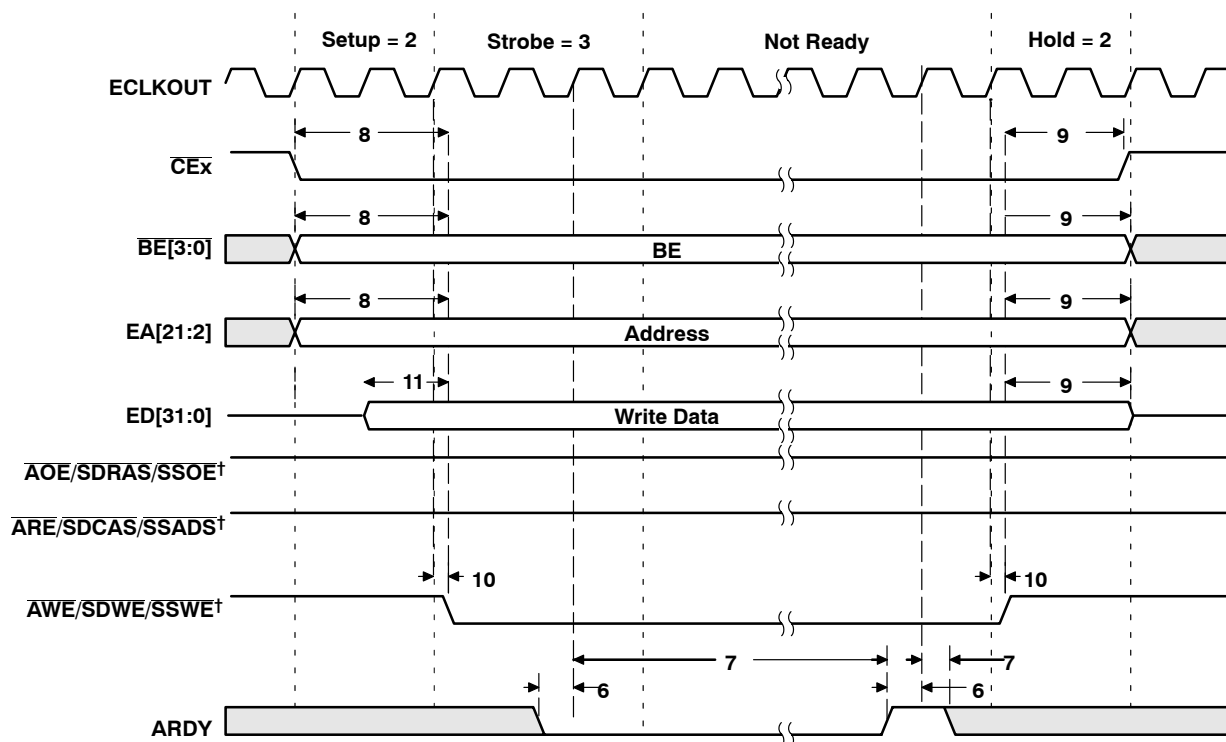 Setup = 2 Strobe = 3 Not Ready Hold = 2
ECLKOUT
8 9
CEx
8 9
BE[3:0] BE
8 9
EA[21:2] Address
11 9
ED[31:0] Write Data
AOE/SDRAS/SSOE†
ARE/SDCAS/SSADS†
10 10
AWE/SDWE/SSWE†
7 7
6 6
ARDY